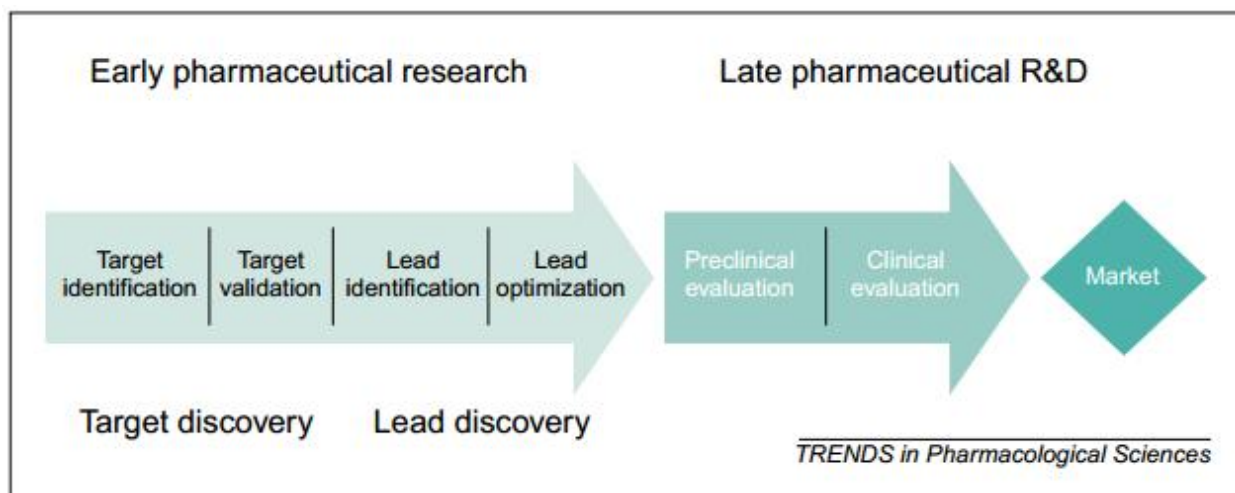 Early pharmaceutical research
Late pharmaceutical R&D
Target
identification
Target
validation
Lead
identification
Lead
optimization
Preclinical
evaluation
Clinical
evaluation
Market
Target discovery
Lead discovery
TRENDS in Pharmacological Sciences